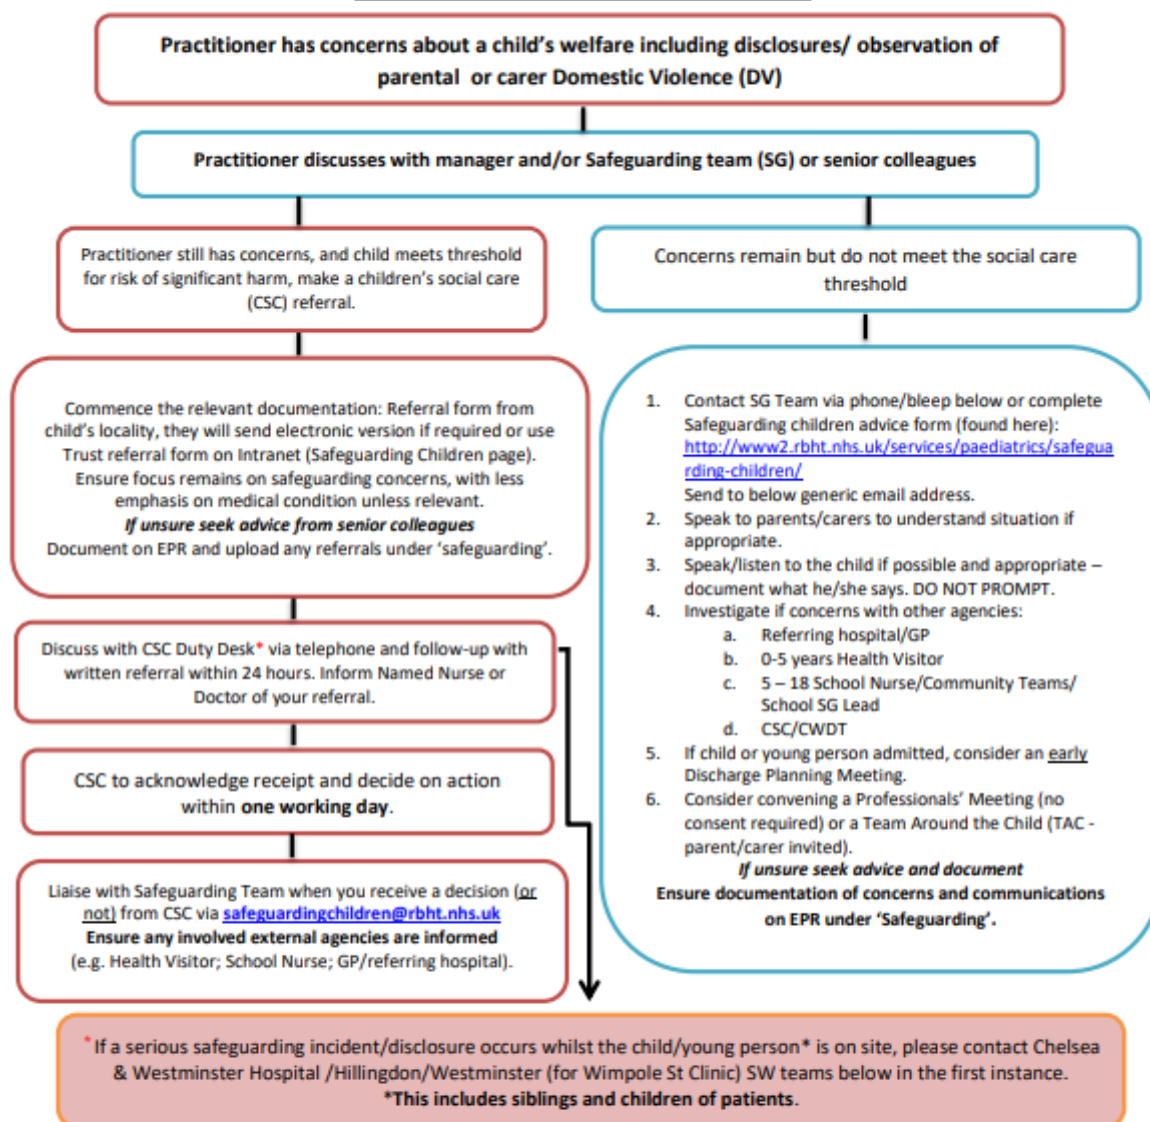 Practitioner has concerns about a child's welfare including disclosures/ observation of
parental or carer Domestic Violence (DV)
Practitioner discusses with manager and/or Safeguarding team (SG) or senior colleagues
Practitioner still has concerns, and child meets threshold
for risk of significant harm, make a children's social care
(CSC) referral.
Commence the relevant documentation: Referral form from
child's locality, they will send electronic version if required or use
Trust referral form on Intranet (Safeguarding Children page).
Ensure focus remains on safeguarding concerns, with less
emphasis on medical condition unless relevant.
If unsure seek advice from senior colleagues
Document on EPR and upload any referrals under 'safeguarding'.
Discuss with CSC Duty Desk* via telephone and follow-up with
written referral within 24 hours. Inform Named Nurse or
Doctor of your referral.
CSC to acknowledge receipt and decide on action
within one working day.
Liaise with Safeguarding Team when you receive a decision (or
not) from CSC via safeguardingchildren@rbht.nhs.uk
Ensure any involved external agencies are informed
(e.g. Health Visitor; School Nurse; GP/referring hospital).
Concerns remain but do not meet the social care
threshold
1. Contact SG Team via phone/bleep below or complete
Safeguarding children advice form (found here):
http://www2.rbht.nhs.uk/services/paediatrics/safegua
rding-children/
Send to below generic email address.
2. Speak to parents/carers to understand situation if
appropriate.
3. Speak/listen to the child if possible and appropriate –
document what he/she says. DO NOT PROMPT.
4. Investigate if concerns with other agencies:
a. Referring hospital/GP
b. 0-5 years Health Visitor
c. 5 – 18 School Nurse/Community Teams/
School SG Lead
d. CSC/CWDT
5. If child or young person admitted, consider an early
Discharge Planning Meeting.
6. Consider convening a Professionals' Meeting (no
consent required) or a Team Around the Child (TAC -
parent/carer invited).
If unsure seek advice and document
Ensure documentation of concerns and communications
on EPR under 'Safeguarding'.
* If a serious safeguarding incident/disclosure occurs whilst the child/young person* is on site, please contact Chelsea
& Westminster Hospital /Hillingdon/Westminster (for Wimpole St Clinic) SW teams below in the first instance.
*This includes siblings and children of patients.